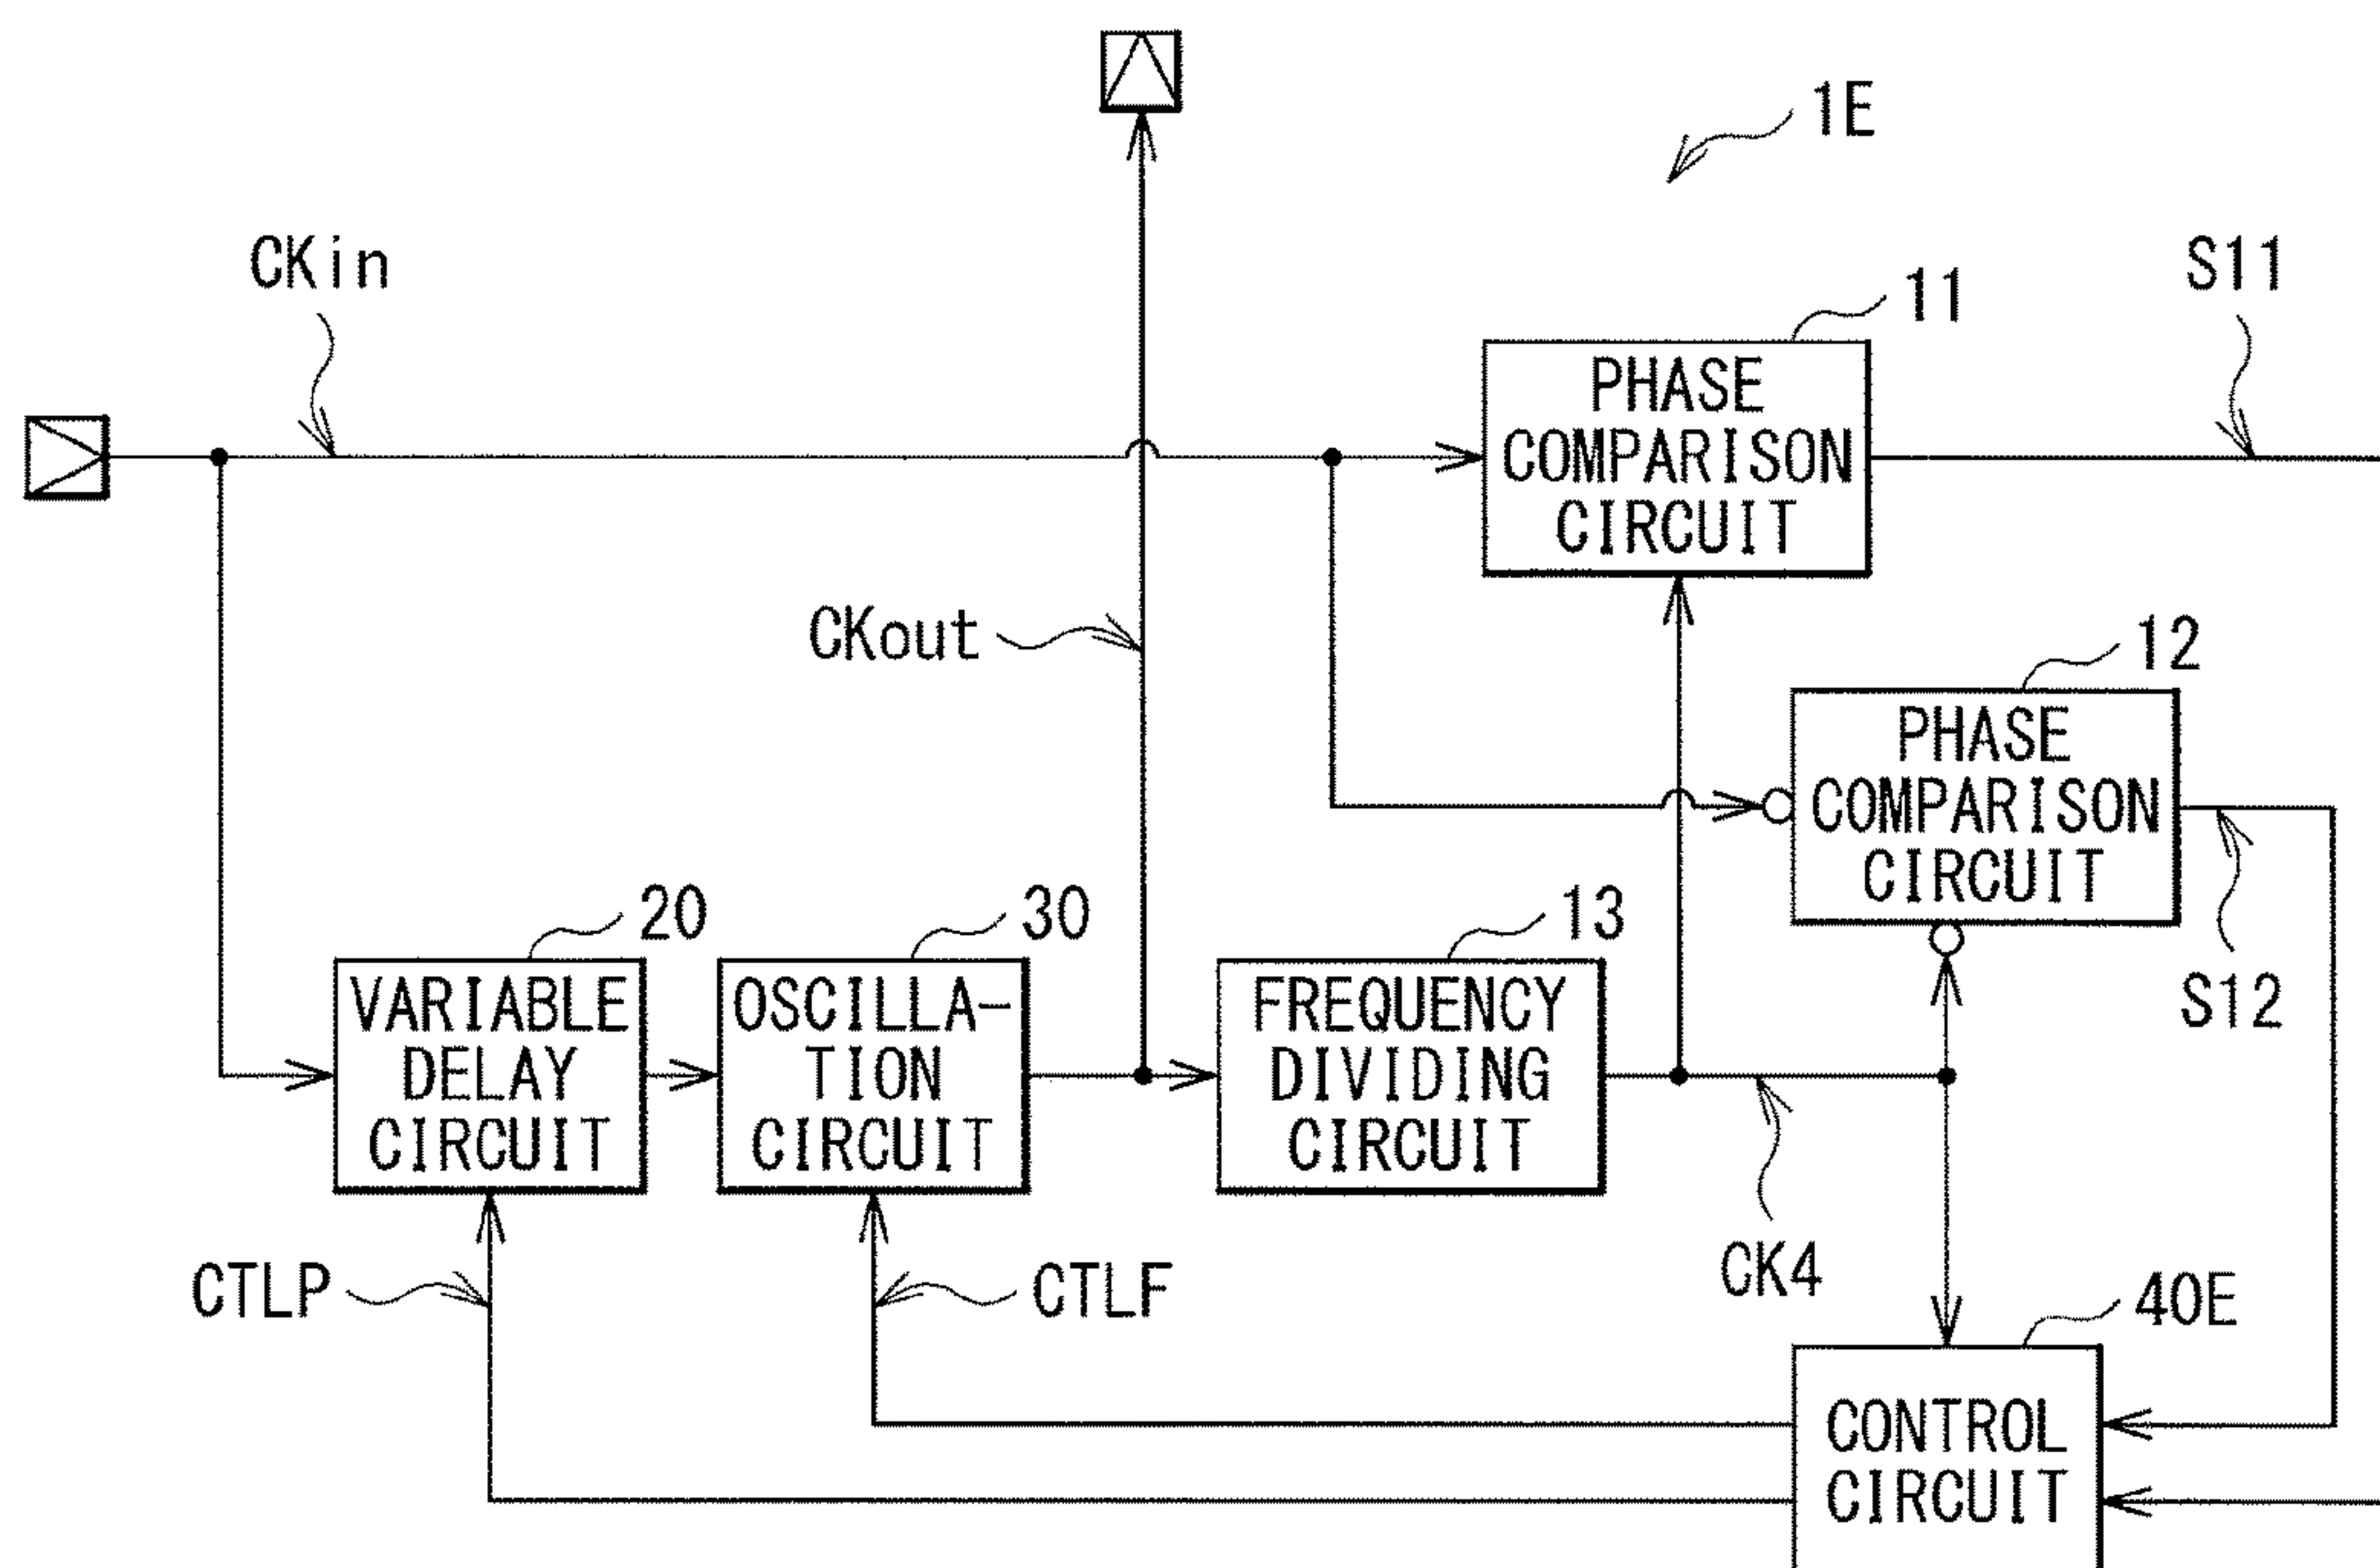 1E
CKin
11
S11
PHASE
COMPARISON
CIRCUIT
CKout
12
PHASE
COMPARISON
CIRCUIT
S12
20
30
13
VARIABLE
DELAY
CIRCUIT
OSCILLA-
TION
CIRCUIT
FREQUENCY
DIVIDING
CIRCUIT
CTLP
CTLF
CK4
40E
CONTROL
CIRCUIT